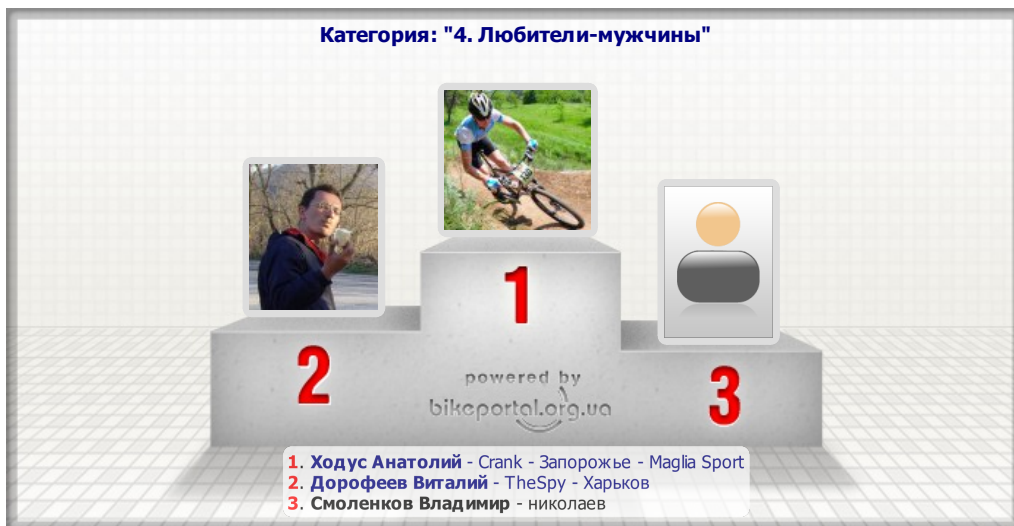 Категория: "4. Любители-мужчины"
1
2
3
powered by
bikeportal.org.ua
1. Ходус Анатолий - Crank - Запорожье - Maglia Sport
2. Дорофеев Виталий - TheSpy - Харьков
3. Смоленков Владимир - николаев